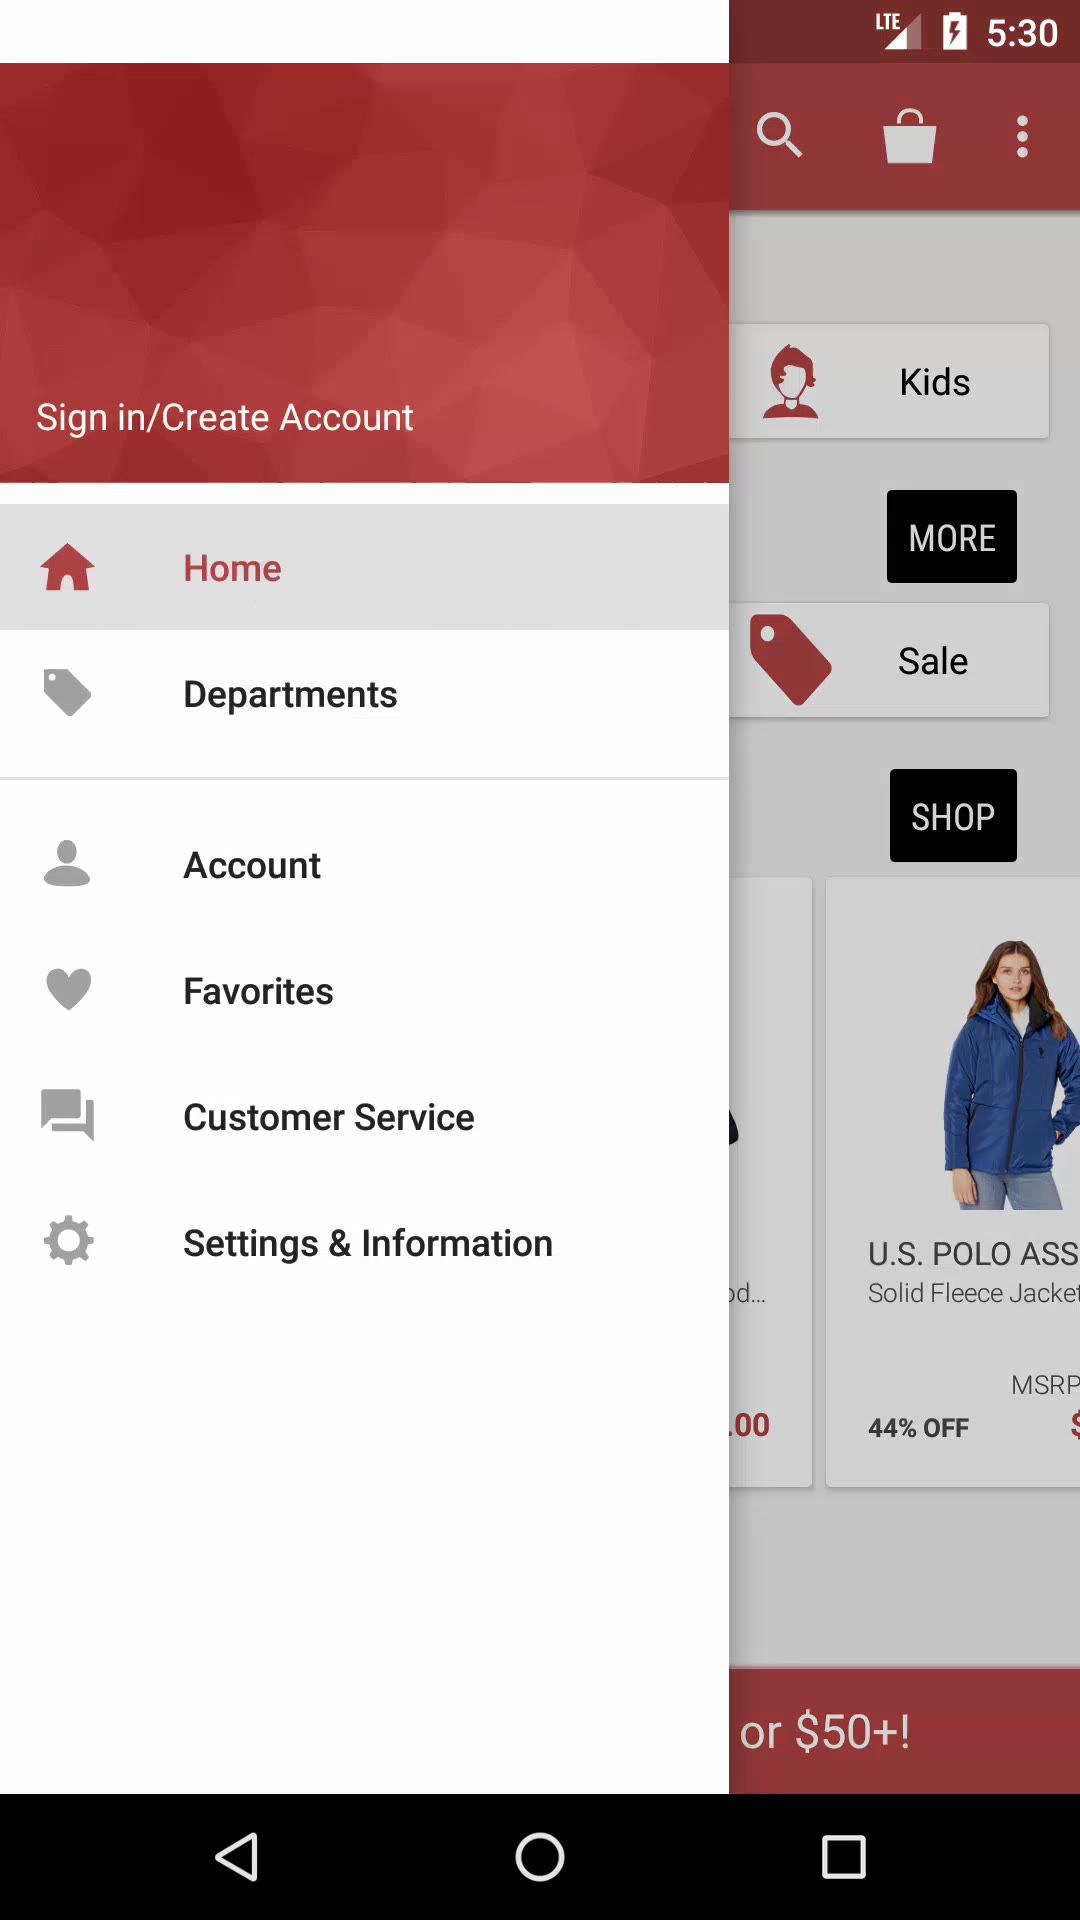 LTE 5:30
Sign in/Create Account
Kids
MORE
Home
Sale
Departments
SHOP
Account
Favorites
Customer Service
Settings & Information
U.S. POLO ASS
od...
Solid Fleece Jacket
MSRP
.00
44% OFF
$
or $50+!